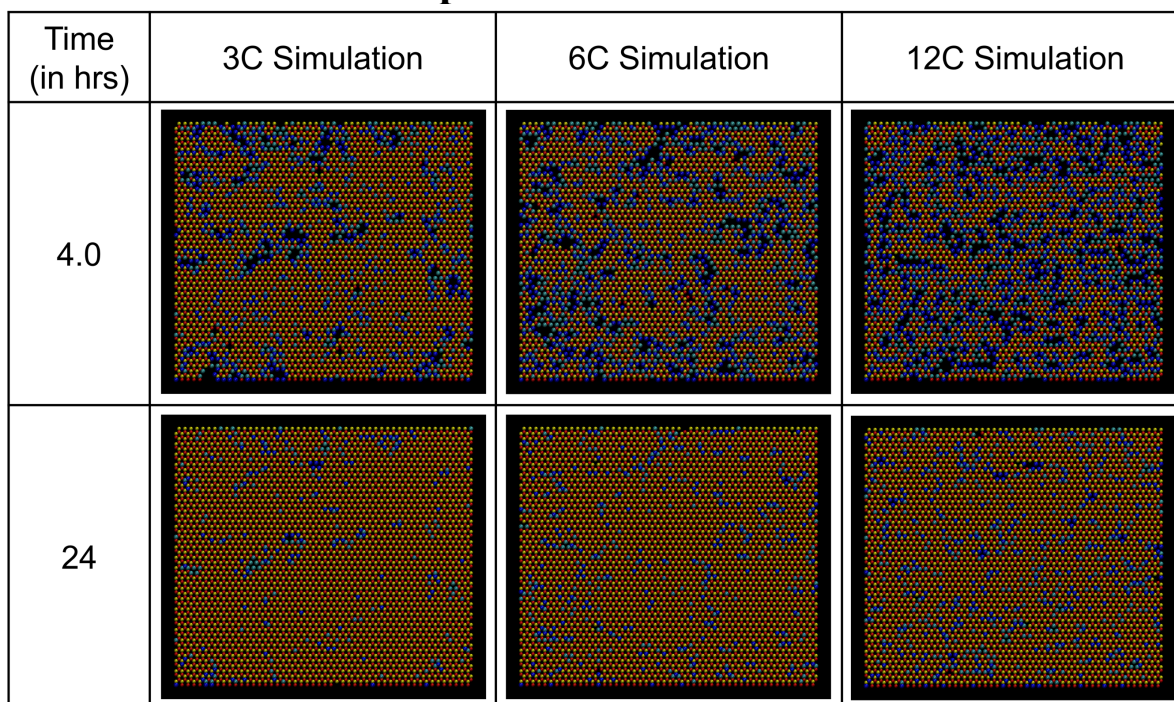 Time
(in hrs)
3C Simulation
6C Simulation
12C Simulation
4.0
24